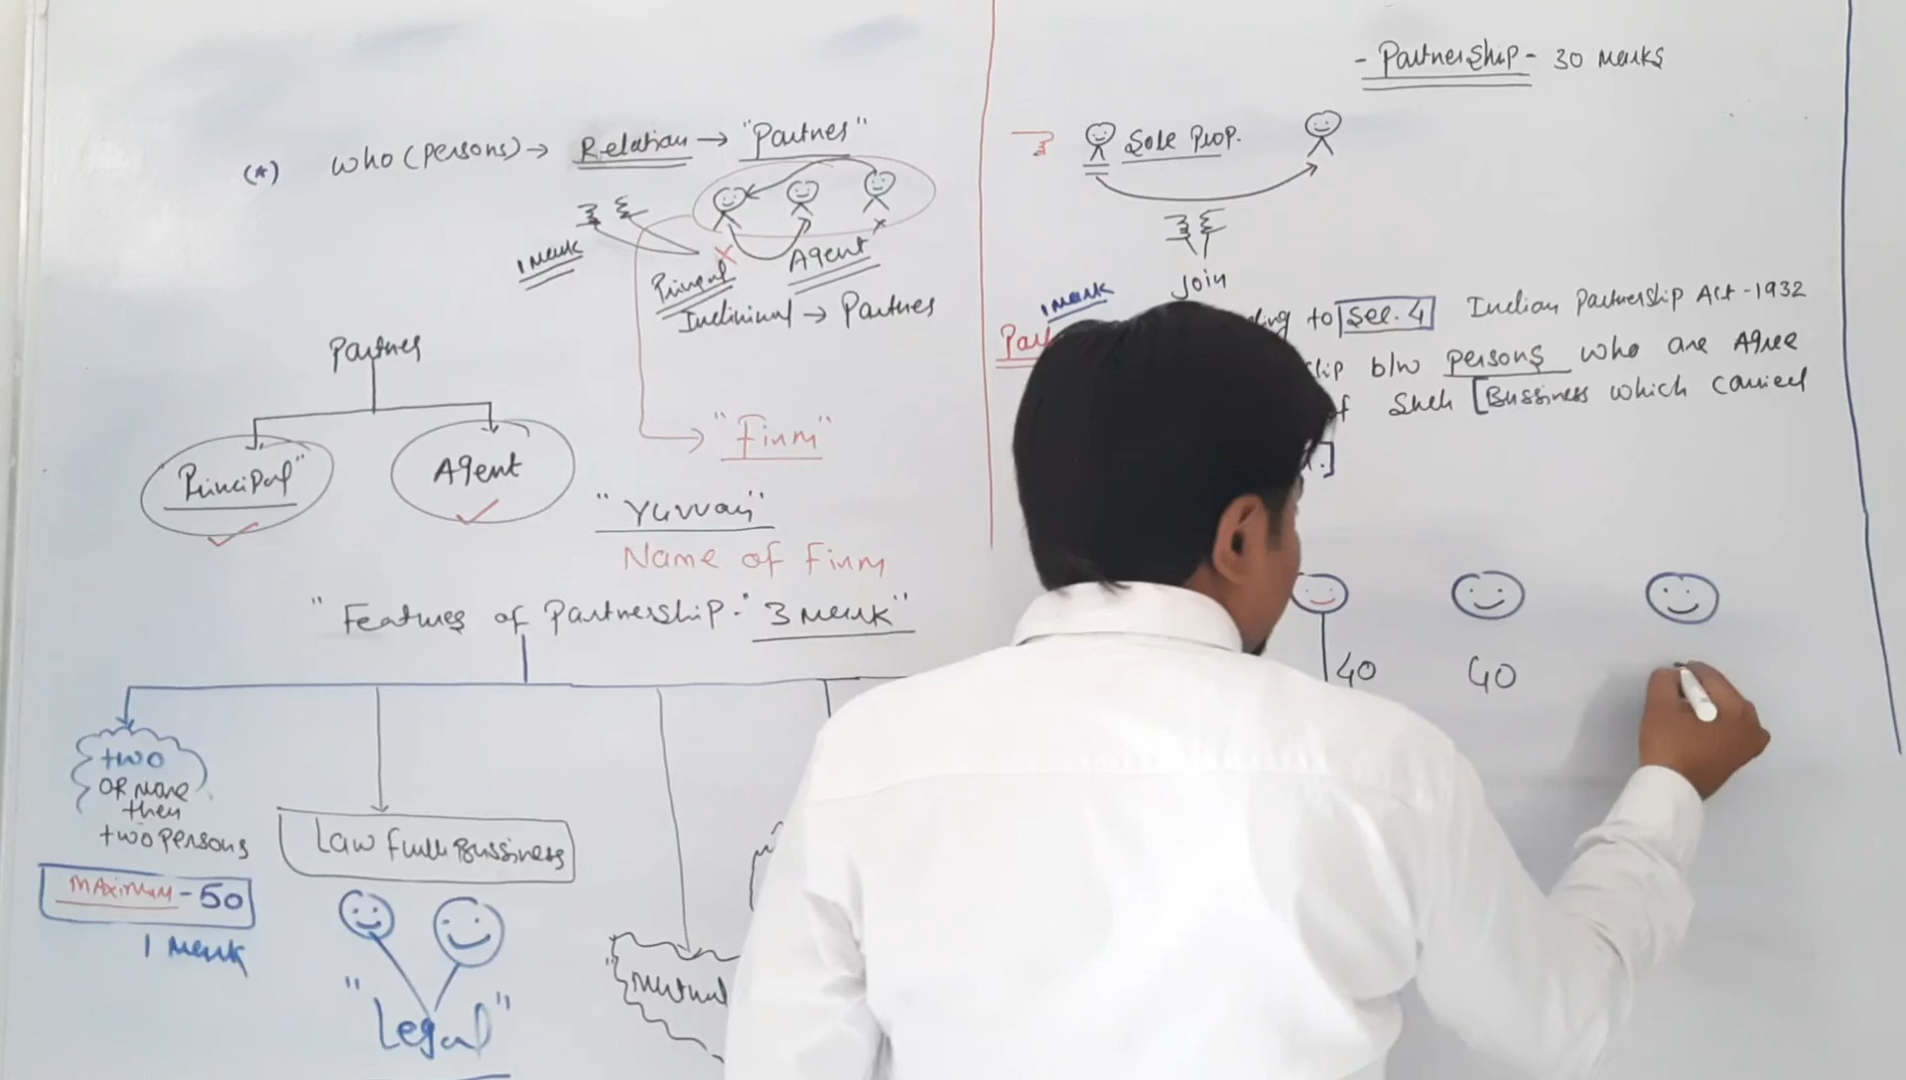 (*) who (persons) → Relation → "Partner"
1 Mark
Agent
Individual → Partner
Partner
Principal"
Agent
"Firm"
"Yuvvan"
Name of Firm
"Features of Partnership - 3 Mark"
two
OR More
then
two persons
MAXIMUM - 50
1 Mark
Law full Bussiness
"Legal"
"Mutual
- Partnership - 30 Marks
Sole Prop.
Join
1 Mark
to Sec. 4 Indian Partnership Act - 1932
b/w persons who are Agree
Such [Bussiness which carried
40
40